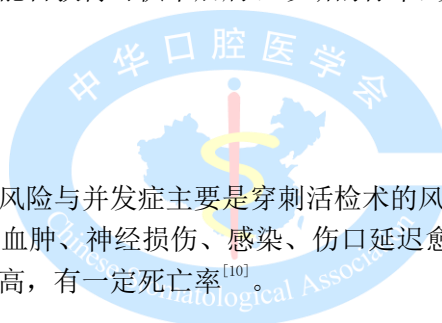 中华口腔医学会
风险与并发症主要是穿刺活检术的风
血肿、神经损伤、感染、伤口延迟愈
高，有一定死亡率[10]。
Chinese Stomatological Association